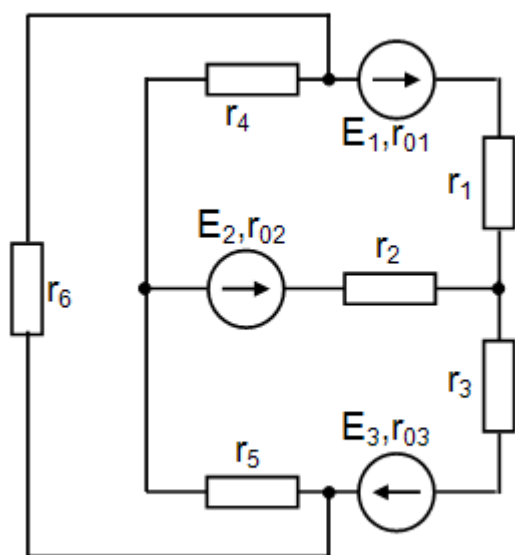 r₄
E₁,r₀₁
r₁
E₂,r₀₂
r₂
r₆
r₃
E₃,r₀₃
r₅